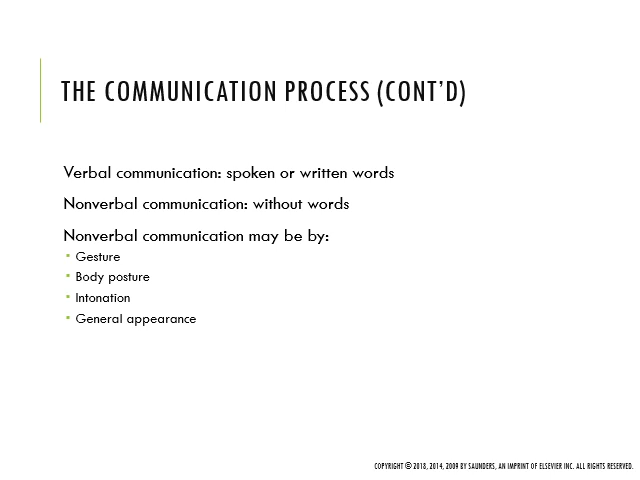 THE COMMUNICATION PROCESS (CONT'D)
Verbal communication: spoken or written words
Nonverbal communication: without words
Nonverbal communication may be by:
▪ Gesture
▪ Body posture
▪ Intonation
▪ General appearance
COPYRIGHT © 2018, 2014, 2009 BY SAUNDERS, AN IMPRINT OF ELSEVIER INC. ALL RIGHTS RESERVED.